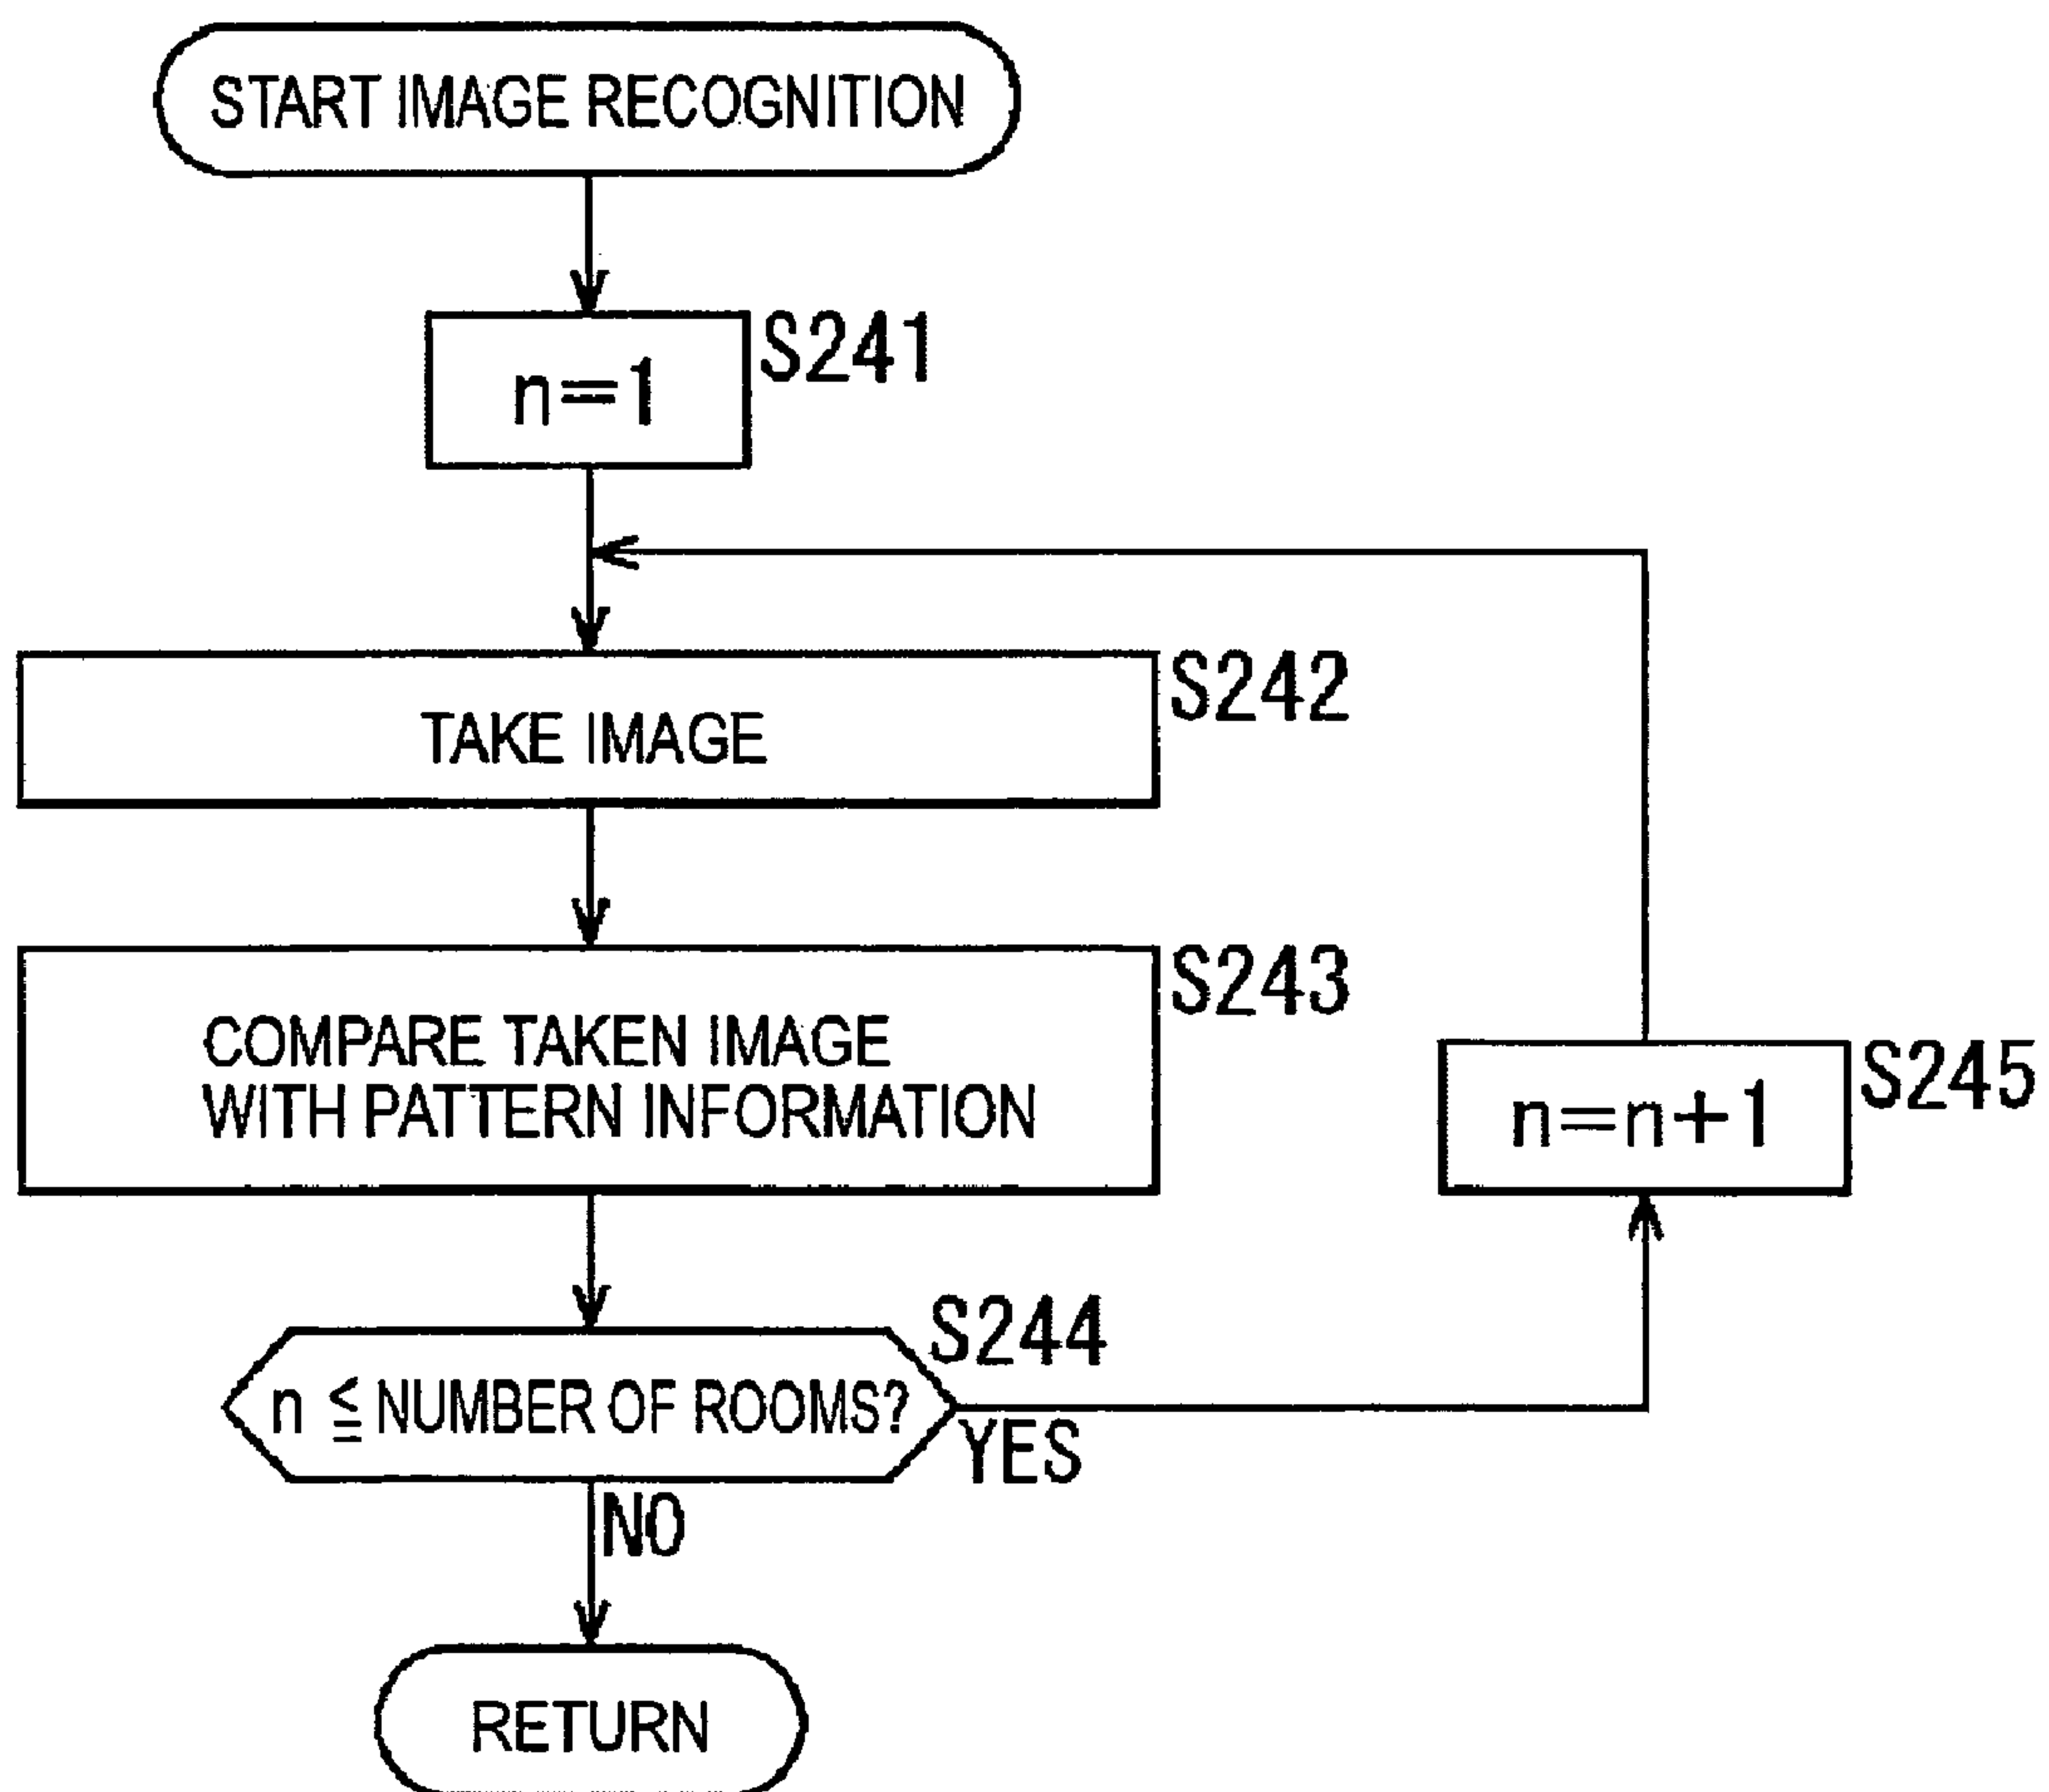 START IMAGE RECOGNITION
S241
n=1
S242
TAKE IMAGE
S243
COMPARE TAKEN IMAGE
WITH PATTERN INFORMATION
S245
n=n+1
S244
n ≦ NUMBER OF ROOMS?
YES
NO
RETURN